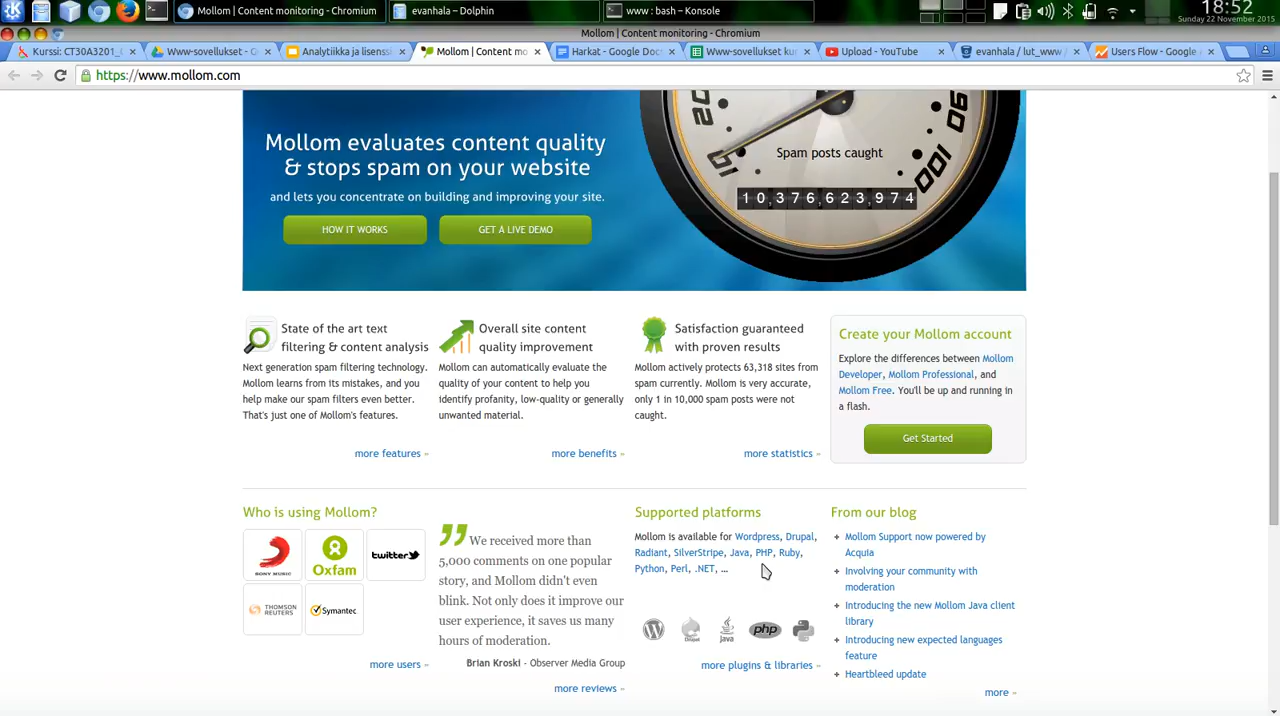 Mollom | Content monitoring - Chromium
evanhala – Dolphin
www : bash – Konsole
18:52
Sunday 22 November 2015
Mollom | Content monitoring - Chromium
Kurssi: CT30A3201_
Www-sovellukset - G
Analytiikka ja lisenss
Mollom | Content mo
Harkat - Google Doc
Www-sovellukset ku
Upload - YouTube
evanhala / lut_www /
Users Flow - Google
https://www.mollom.com
Mollom evaluates content quality
& stops spam on your website
and lets you concentrate on building and improving your site.
HOW IT WORKS
GET A LIVE DEMO
Spam posts caught
10,376,623,974
100
State of the art text
filtering & content analysis
Next generation spam filtering technology.
Mollom learns from its mistakes, and you
help make our spam filters even better.
That's just one of Mollom's features.
more features »
Overall site content
quality improvement
Mollom can automatically evaluate the
quality of your content to help you
identify profanity, low-quality or generally
unwanted material.
more benefits »
Satisfaction guaranteed
with proven results
Mollom actively protects 63,318 sites from
spam currently. Mollom is very accurate,
only 1 in 10,000 spam posts were not
caught.
more statistics »
Create your Mollom account
Explore the differences between Mollom
Developer, Mollom Professional, and
Mollom Free. You'll be up and running in
a flash.
Get Started
Who is using Mollom?
SONY MUSIC
Oxfam
twitter
THOMSON
REUTERS
Symantec
more users »
We received more than
5,000 comments on one popular
story, and Mollom didn't even
blink. Not only does it improve our
user experience, it saves us many
hours of moderation.
Brian Kroski - Observer Media Group
more reviews »
Supported platforms
Mollom is available for Wordpress, Drupal,
Radiant, SilverStripe, Java, PHP, Ruby,
Python, Perl, .NET, ...
Drupal
Java
php
more plugins & libraries »
From our blog
Mollom Support now powered by
Acquia
Involving your community with
moderation
Introducing the new Mollom Java client
library
Introducing new expected languages
feature
Heartbleed update
more »